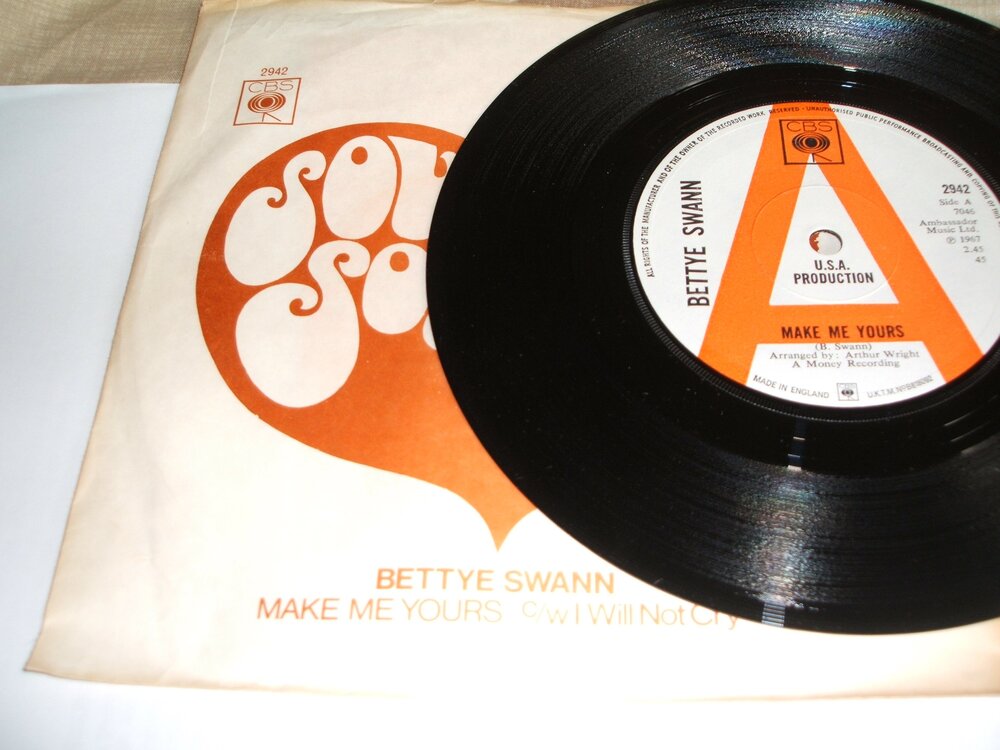 2942
CBS
BETTYE SWANN
MAKE ME YOURS c/w I Will Not Cry
ALL RIGHTS OF THE MANUFACTURER AND OF THE OWNER OF THE RECORDED WORK RESERVED · UNAUTHORISED PUBLIC PERFORMANCE BROADCASTING AND COPYING OF
CBS
BETTYE SWANN
2942
Side A
7046
Ambassador
Music Ltd.
℗ 1967
2.45
45
A
U.S.A.
PRODUCTION
MAKE ME YOURS
(B. Swann)
Arranged by: Arthur Wright
A Money Recording
MADE IN ENGLAND